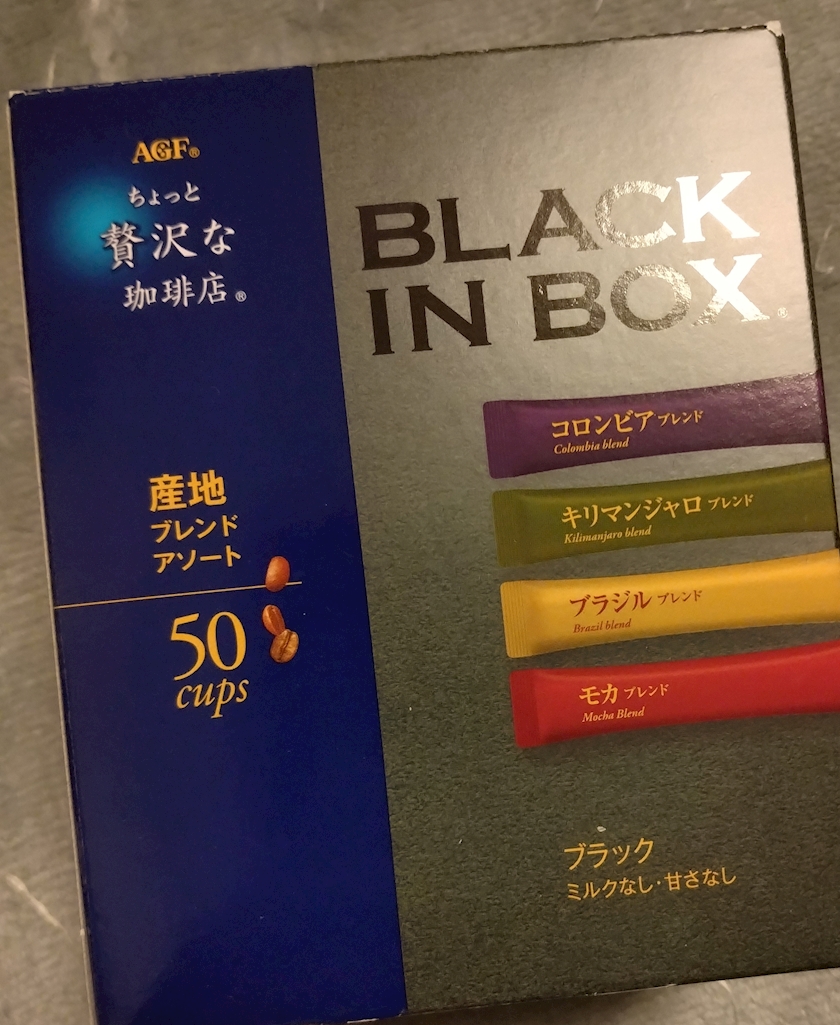 AGF®
ちょっと
贅沢な
珈琲店®
産地
ブレンド
アソート
50
cups
BLACK
IN BOX®
コロンビア ブレンド
Colombia blend
キリマンジャロ ブレンド
Kilimanjaro blend
ブラジル ブレンド
Brazil blend
モカ ブレンド
Mocha Blend
ブラック
ミルクなし・甘さなし